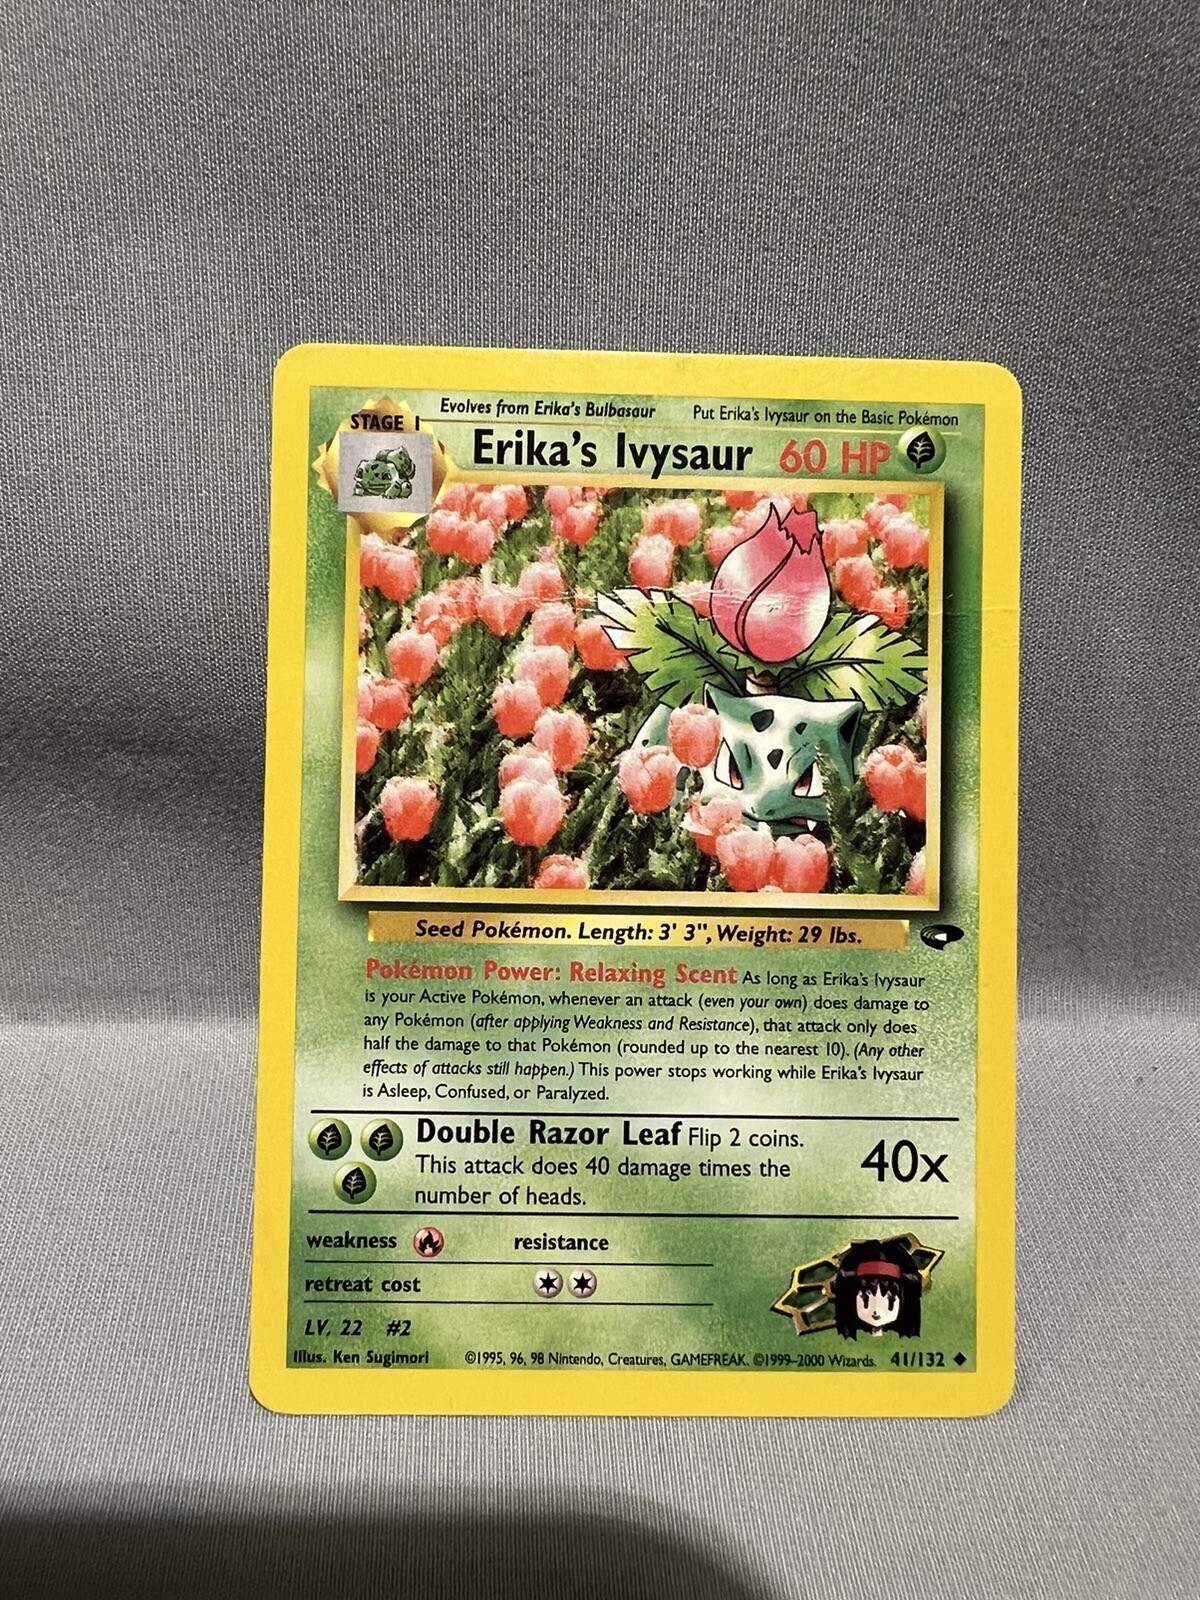 Evolves from Erika's Bulbasaur Put Erika's Ivysaur on the Basic Pokémon
STAGE 1
Erika's Ivysaur 60 HP
Seed Pokémon. Length: 3' 3", Weight: 29 lbs.
Pokémon Power: Relaxing Scent As long as Erika's Ivysaur
is your Active Pokémon, whenever an attack (even your own) does damage to
any Pokémon (after applying Weakness and Resistance), that attack only does
half the damage to that Pokémon (rounded up to the nearest 10). (Any other
effects of attacks still happen.) This power stops working while Erika's Ivysaur
is Asleep, Confused, or Paralyzed.
Double Razor Leaf Flip 2 coins.
This attack does 40 damage times the
number of heads.
40x
weakness resistance
retreat cost
LV. 22 #2
Illus. Ken Sugimori ©1995, 96, 98 Nintendo, Creatures, GAMEFREAK. ©1999–2000 Wizards. 41/132